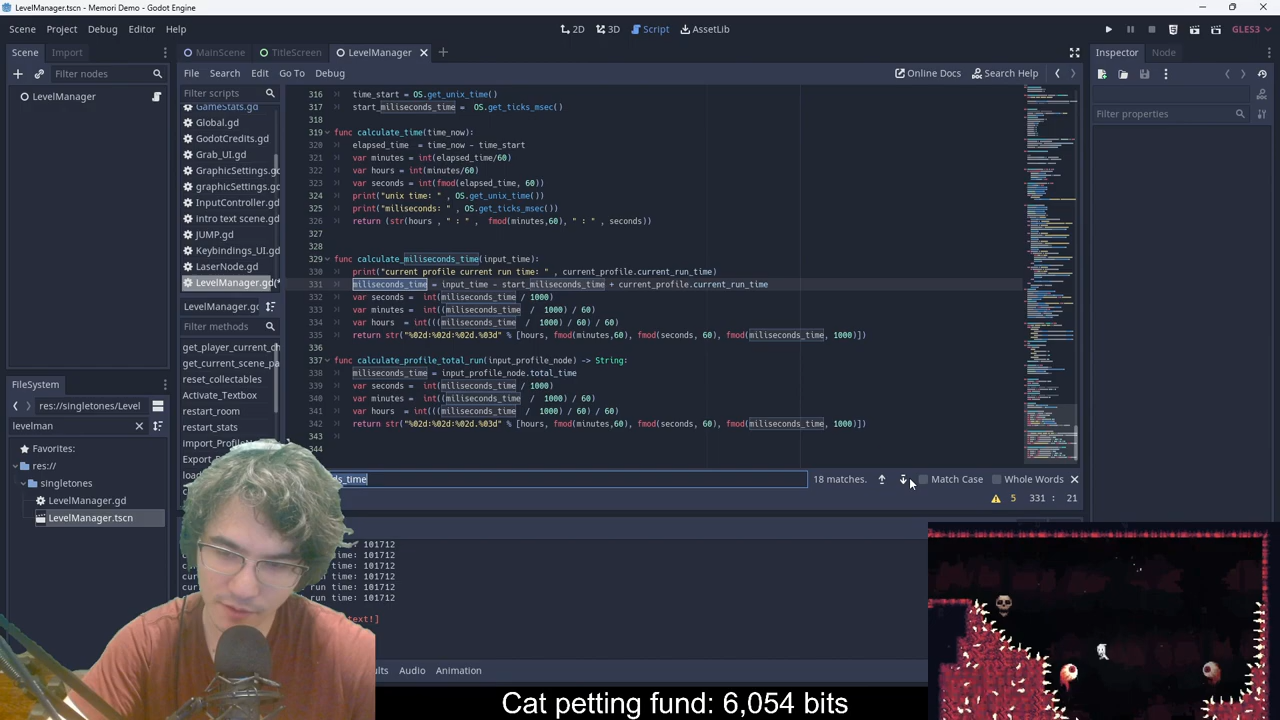 LevelManager.tscn - Memori Demo - Godot Engine
Scene Project Debug Editor Help
2D 3D Script AssetLib
GLES3
Scene Import
Filter nodes
LevelManager
MainScene TitleScreen LevelManager
File Search Edit Go To Debug
Online Docs Search Help
Inspector Node
Filter properties
Filter scripts
GameStats.gd
Global.gd
GodotCredits.gd
Grab_UI.gd
GraphicSettings.gd
graphicSettings.gd
InputController.gd
intro text scene.gd
JUMP.gd
Keybindings_UI.gd
LaserNode.gd
LevelManager.gd(*
LevelManager.gd
Filter methods
get_player_current_
get_current_scene_pa
reset_collectables
Activate_Textbox
restart_room
restart_stats
import_Profile
Export_
316 time_start = OS.get_unix_time()
317 start_miliseconds_time = OS.get_ticks_msec()
318
319 func calculate_time(time_now):
320 elapsed_time = time_now - time_start
321 var minutes = int(elapsed_time/60)
322 var hours = int(minutes/60)
323 var seconds = int(fmod(elapsed_time, 60))
324 print("unix time: " , OS.get_unix_time())
325 print("miliseconds: " , OS.get_ticks_msec())
326 return (str(hours , " : " , fmod(minutes,60), " : " , seconds))
327
328
329 func calculate_miliseconds_time(input_time):
330 print("current profile current run time: " , current_profile.current_run_time)
331 miliseconds_time = input_time - start_miliseconds_time + current_profile.current_run_time
332 var seconds = int(miliseconds_time / 1000)
333 var minutes = int((miliseconds_time / 1000) / 60)
334 var hours = int(((miliseconds_time / 1000) / 60) / 60)
335 return str("%02d:%02d:%02d.%03d" % [hours, fmod(minutes,60), fmod(seconds, 60), fmod(miliseconds_time, 1000)])
336
337 func calculate_profile_total_run(input_profile_node) -> String:
338 miliseconds_time = input_profile_node.total_time
339 var seconds = int(miliseconds_time / 1000)
340 var minutes = int((miliseconds_time / 1000) / 60)
341 var hours = int(((miliseconds_time / 1000) / 60) / 60)
342 return str("%02d:%02d:%02d.%03d" % [hours, fmod(minutes,60), fmod(seconds, 60), fmod(miliseconds_time, 1000)])
343
344
FileSystem
res://singletones/Level
levelman
Favorites:
res://
singletones
LevelManager.gd
LevelManager.tscn
18 matches. Match Case Whole Words
5 331 : 21
time: 101712
time: 101712
time: 101712
time: 101712
run time: 101712
run time: 101712
text!]
Audio Animation
Cat petting fund: 6,054 bits